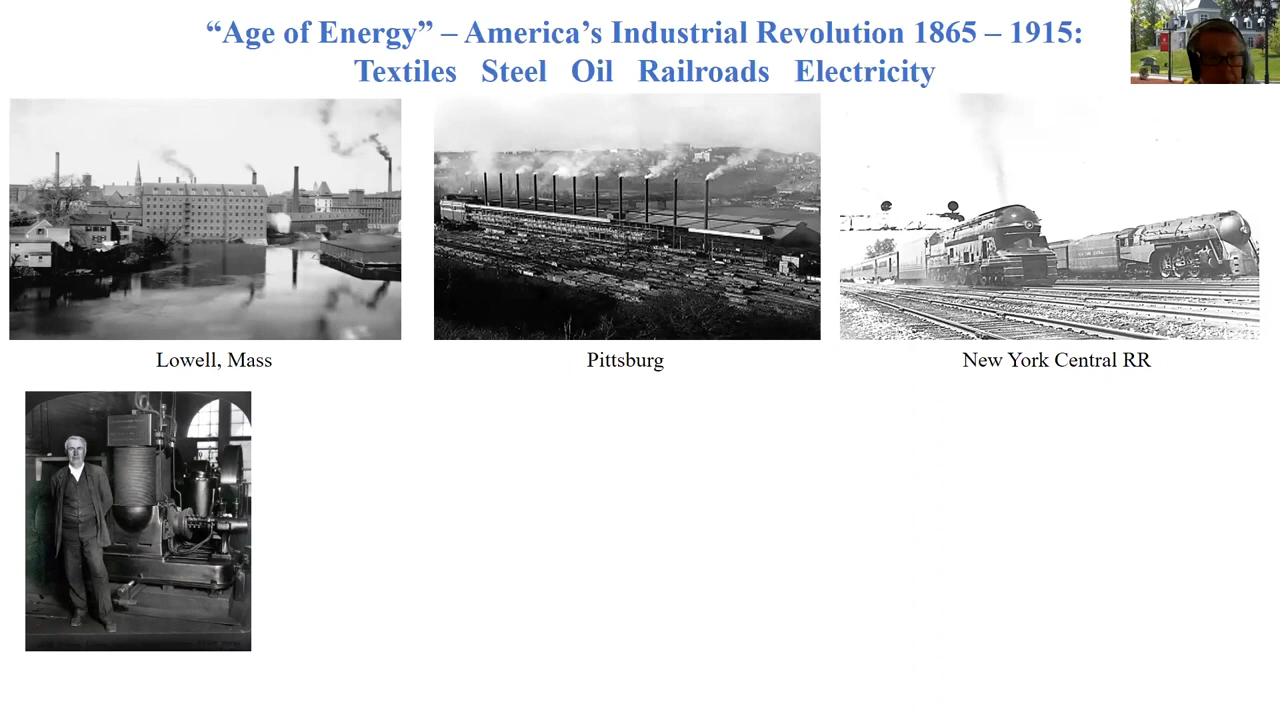 “Age of Energy” – America’s Industrial Revolution 1865 – 1915:
Textiles Steel Oil Railroads Electricity
Lowell, Mass
Pittsburg
New York Central RR